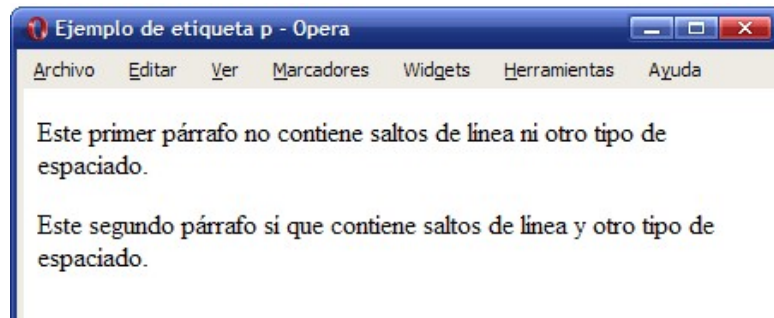 Ejemplo de etiqueta p - Opera
Archivo Editar Ver Marcadores Widgets Herramientas Ayuda
Este primer párrafo no contiene saltos de línea ni otro tipo de
espaciado.
Este segundo párrafo sí que contiene saltos de línea y otro tipo de
espaciado.